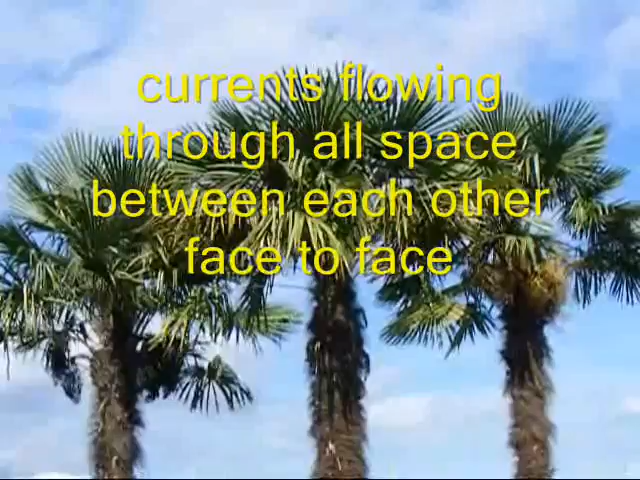 currents flowing
through all space
between each other
face to face